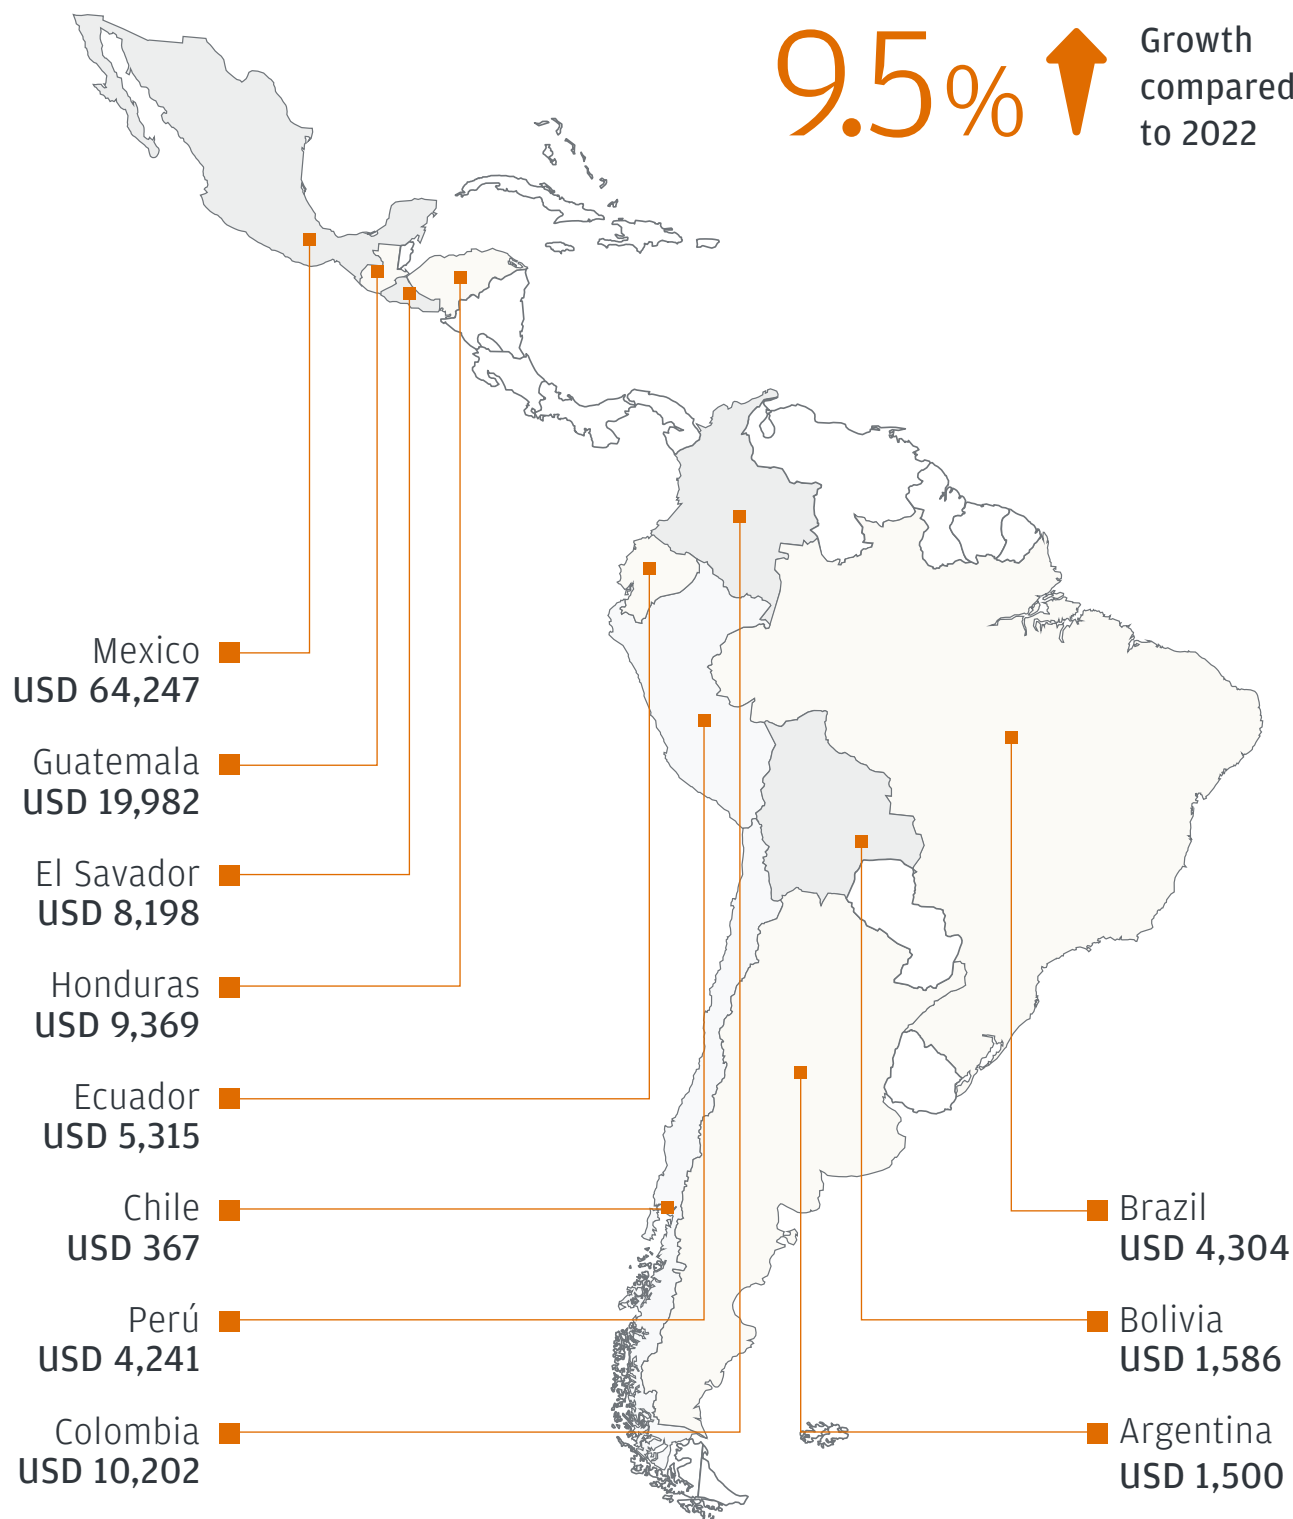 9.5%
Growth
compared
to 2022
Mexico
USD 64,247
Guatemala
USD 19,982
El Savador
USD 8,198
Honduras
USD 9,369
Ecuador
USD 5,315
Chile
USD 367
Perú
USD 4,241
Colombia
USD 10,202
Brazil
USD 4,304
Bolivia
USD 1,586
Argentina
USD 1,500